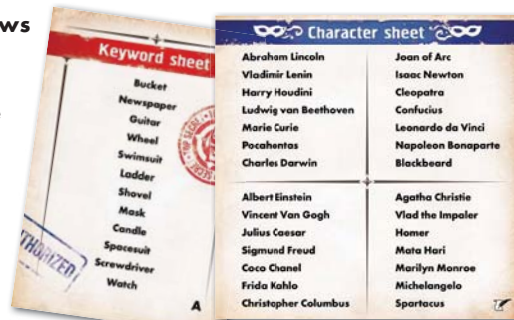 ws
Keyword sheet
Bucket
Newspaper
Guitar
Wheel
Swimsuit
Ladder
Shovel
Mask
Candle
Spacesuit
Screwdriver
Watch
TOP SECRET
THORIZED
A
Character sheet
Abraham Lincoln
Vladimir Lenin
Harry Houdini
Ludwig van Beethoven
Marie Curie
Pocahontas
Charles Darwin
Joan of Arc
Isaac Newton
Cleopatra
Confucius
Leonardo da Vinci
Napoleon Bonaparte
Blackbeard
Albert Einstein
Vincent Van Gogh
Julius Caesar
Sigmund Freud
Coco Chanel
Frida Kahlo
Christopher Columbus
Agatha Christie
Vlad the Impaler
Homer
Mata Hari
Marilyn Monroe
Michelangelo
Spartacus